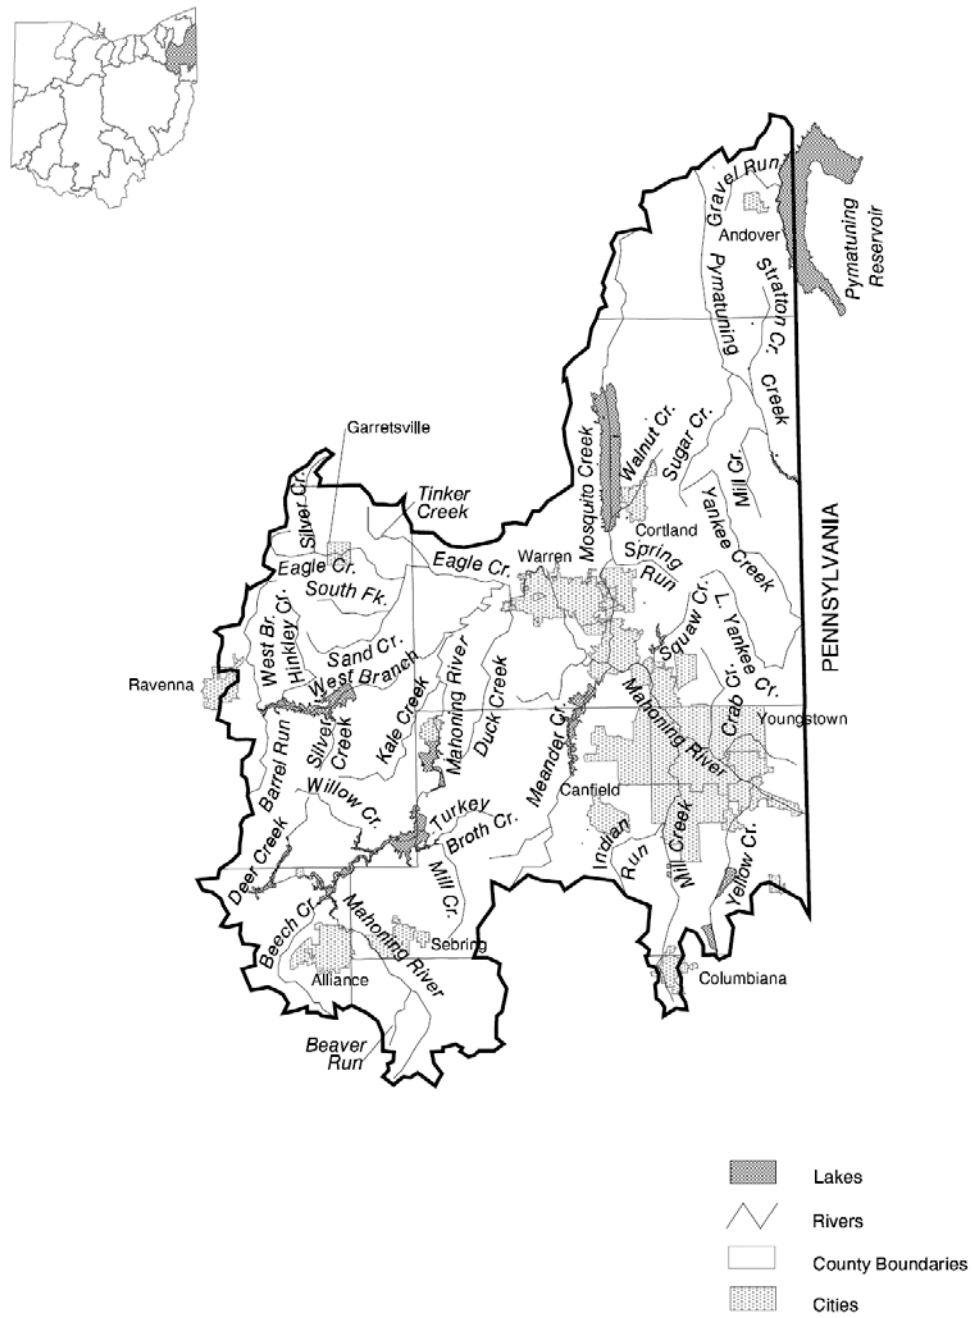 Gravel Run
Andover
Pymatuning
Reservoir
Pymatuning
Stratton Cr.
Creek
Garretsville
Silver Cr.
Tinker
Creek
Mosquito Creek
Walnut Cr.
Sugar Cr.
Mill Cr.
Yankee Creek
Cortland
Spring
Run
Warren
PENNSYLVANIA
Eagle Cr.
Eagle Cr.
South Fk.
West Br.
Hinkley Cr.
Sand Cr.
West Branch
Squaw Cr.
L. Yankee Cr.
Ravenna
Mahoning River
Duck Creek
Kale Creek
Silver
Creek
Barrel Run
Meander Cr.
Mahoning River
Crab Cr.
Youngstown
Canfield
Willow Cr.
Turkey
Broth Cr.
Indian
Run
Mill Creek
Yellow Cr.
Deer Creek
Mill Cr.
Beech Cr.
Mahoning River
Sebring
Alliance
Columbiana
Beaver
Run
Lakes
Rivers
County Boundaries
Cities